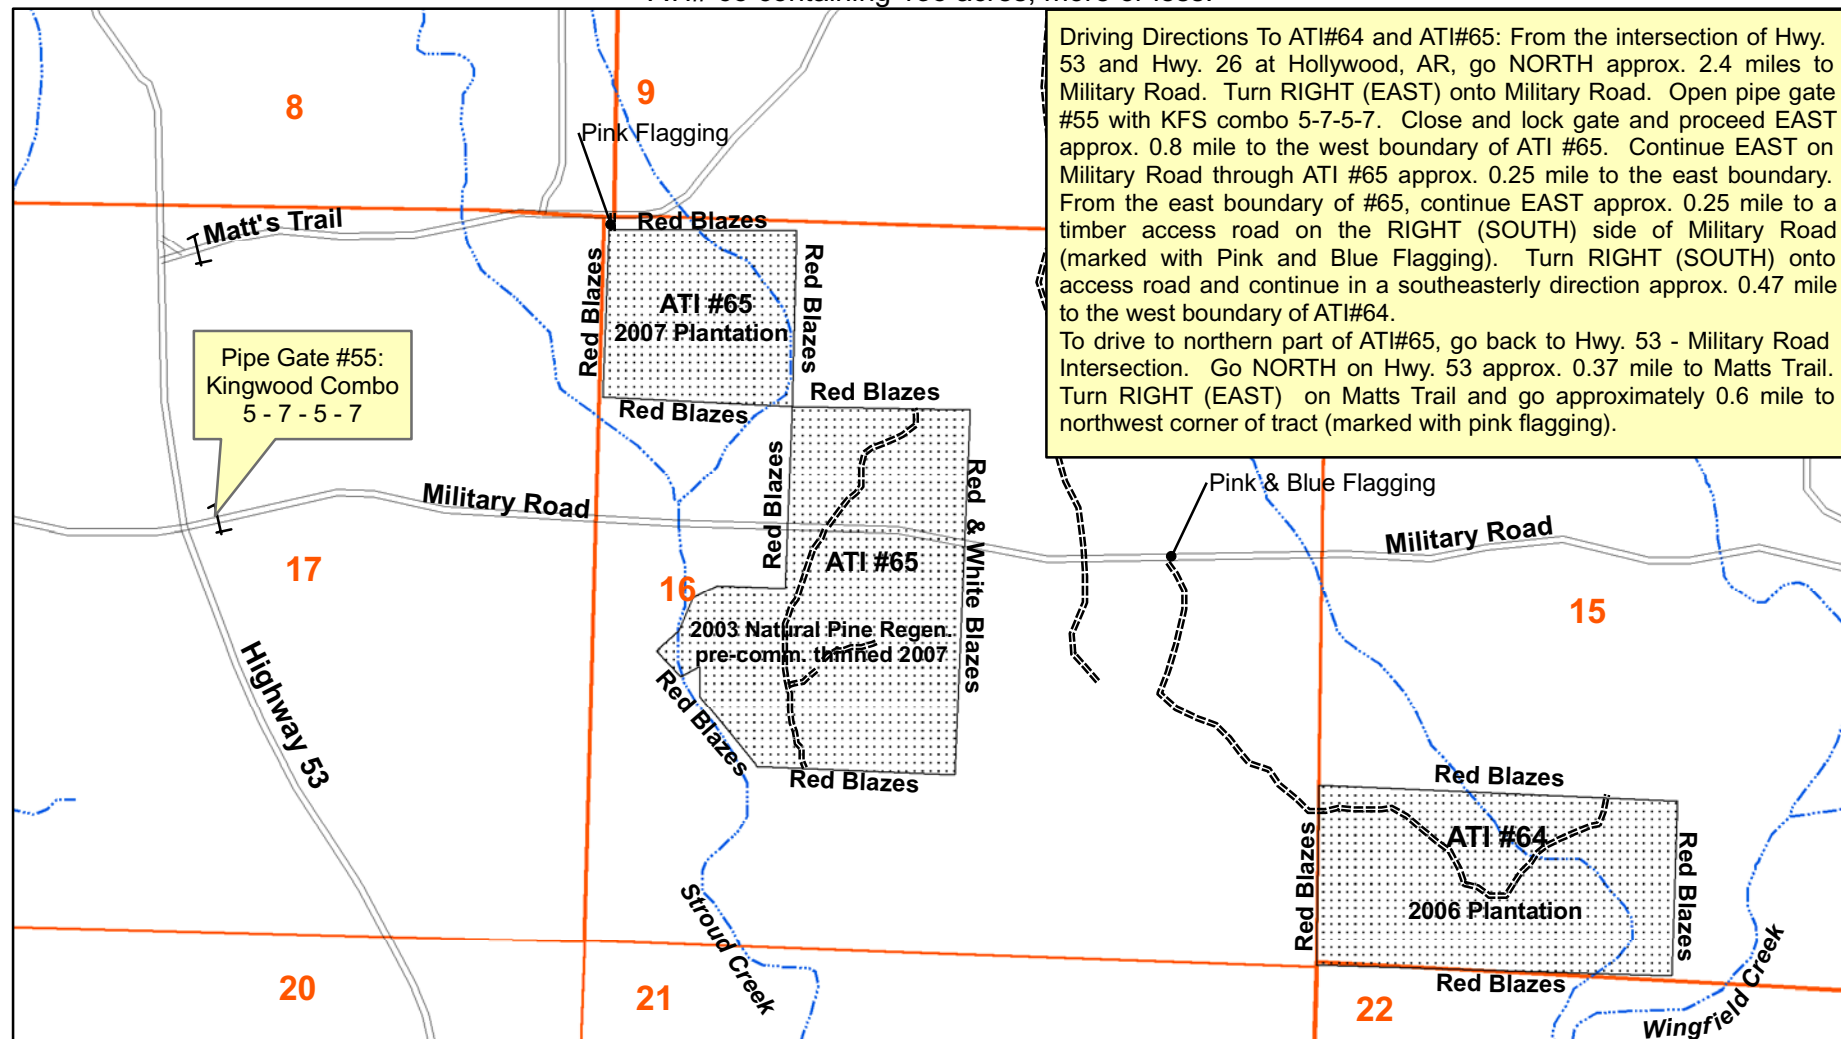 Driving Directions To ATI#64 and ATI#65: From the intersection of Hwy.
53 and Hwy. 26 at Hollywood, AR, go NORTH approx. 2.4 miles to
Military Road. Turn RIGHT (EAST) onto Military Road. Open pipe gate
#55 with KFS combo 5-7-5-7. Close and lock gate and proceed EAST
approx. 0.8 mile to the west boundary of ATI #65. Continue EAST on
Military Road through ATI #65 approx. 0.25 mile to the east boundary.
From the east boundary of #65, continue EAST approx. 0.25 mile to a
timber access road on the RIGHT (SOUTH) side of Military Road
(marked with Pink and Blue Flagging). Turn RIGHT (SOUTH) onto
access road and continue in a southeasterly direction approx. 0.47 mile
to the west boundary of ATI#64.
To drive to northern part of ATI#65, go back to Hwy. 53 - Military Road
Intersection. Go NORTH on Hwy. 53 approx. 0.37 mile to Matts Trail.
Turn RIGHT (EAST) on Matts Trail and go approximately 0.6 mile to
northwest corner of tract (marked with pink flagging).
8
9
Pink Flagging
Matt's Trail
Red Blazes
Red Blazes
Red Blazes
ATI #65
2007 Plantation
Red Blazes
Red Blazes
Pipe Gate #55:
Kingwood Combo
5 - 7 - 5 - 7
Military Road
Red Blazes
Red & White Blazes
Pink & Blue Flagging
Military Road
17
16
ATI #65
15
2003 Natural Pine Regen.
pre-comm. thinned 2007
Highway 53
Red Blazes
Red Blazes
Red Blazes
Red Blazes
ATI #64
2006 Plantation
Red Blazes
Red Blazes
Stroud Creek
Wingfield Creek
20
21
22